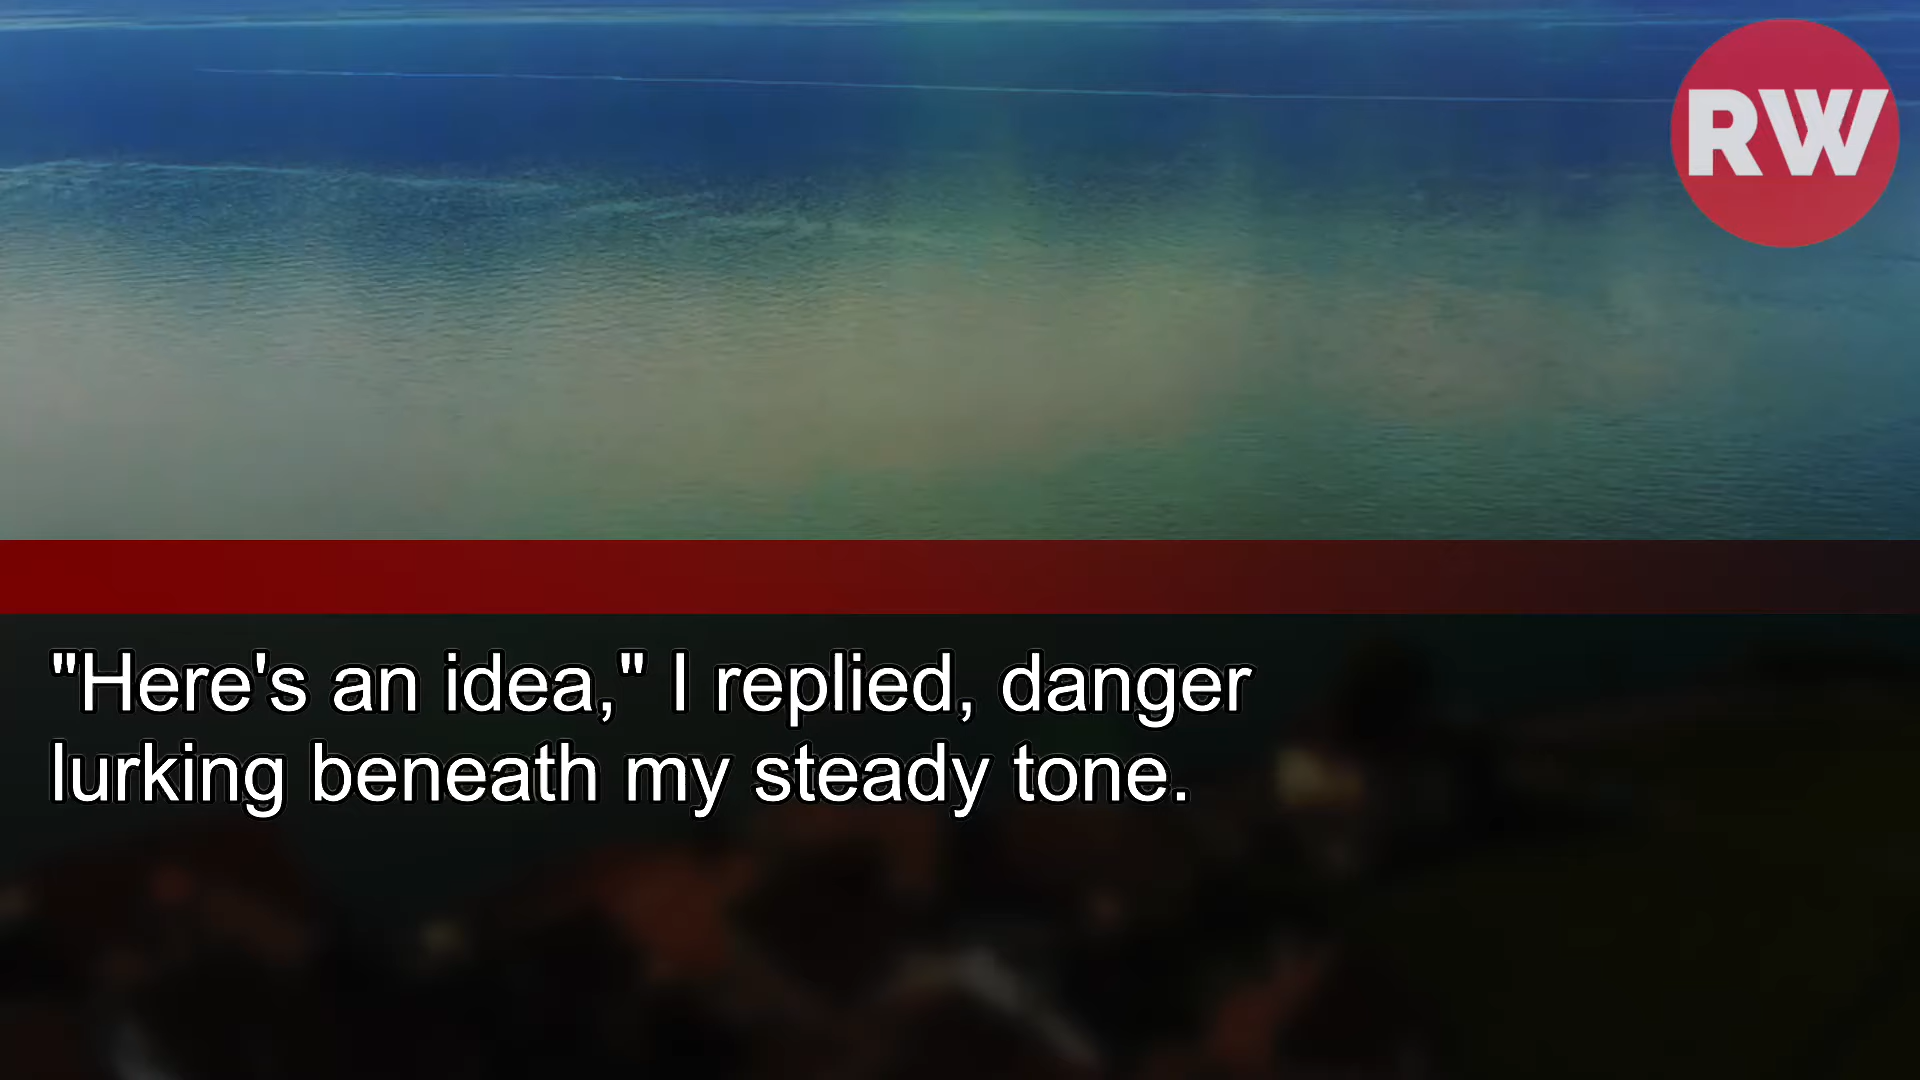 RW
"Here's an idea," I replied, danger
lurking beneath my steady tone.